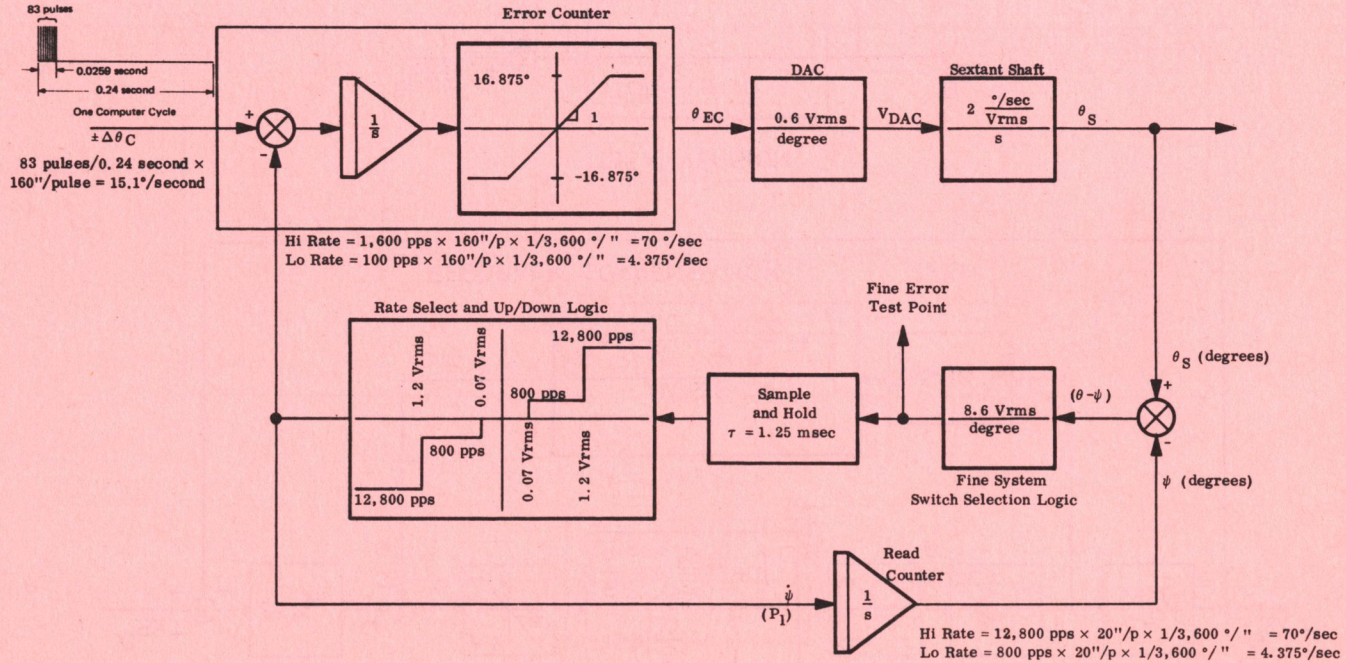 83 pulses
0.0259 second
0.24 second
One Computer Cycle
+
-
± Δθ_C
83 pulses/0.24 second ×
160"/pulse = 15.1°/second
Error Counter
1/s
16.875°
1
-16.875°
θ_EC
Hi Rate = 1,600 pps × 160"/p × 1/3,600 °/" = 70 °/sec
Lo Rate = 100 pps × 160"/p × 1/3,600 °/" = 4.375°/sec
DAC
0.6 Vrms
degree
V_DAC
Sextant Shaft
2 °/sec
Vrms
s
θ_S
Rate Select and Up/Down Logic
1.2 Vrms
0.07 Vrms
12,800 pps
800 pps
800 pps
12,800 pps
0.07 Vrms
1.2 Vrms
Sample
and Hold
τ = 1.25 msec
Fine Error
Test Point
8.6 Vrms
degree
Fine System
Switch Selection Logic
(θ-ψ)
θ_S (degrees)
+
-
ψ (degrees)
ψ̇
(P₁)
Read
Counter
1/s
Hi Rate = 12,800 pps × 20"/p × 1/3,600 °/" = 70°/sec
Lo Rate = 800 pps × 20"/p × 1/3,600 °/" = 4.375°/sec